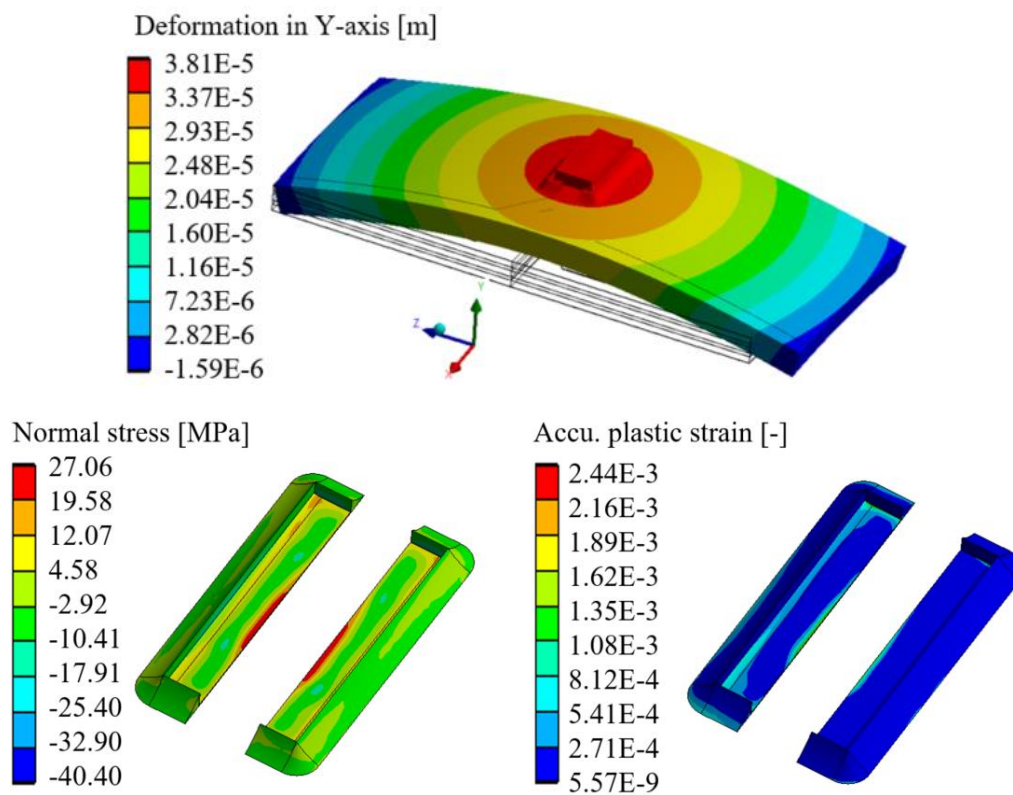 Deformation in Y-axis [m]
3.81E-5
3.37E-5
2.93E-5
2.48E-5
2.04E-5
1.60E-5
1.16E-5
7.23E-6
2.82E-6
-1.59E-6
Y
Z
X
Normal stress [MPa]
27.06
19.58
12.07
4.58
-2.92
-10.41
-17.91
-25.40
-32.90
-40.40
Accu. plastic strain [-]
2.44E-3
2.16E-3
1.89E-3
1.62E-3
1.35E-3
1.08E-3
8.12E-4
5.41E-4
2.71E-4
5.57E-9